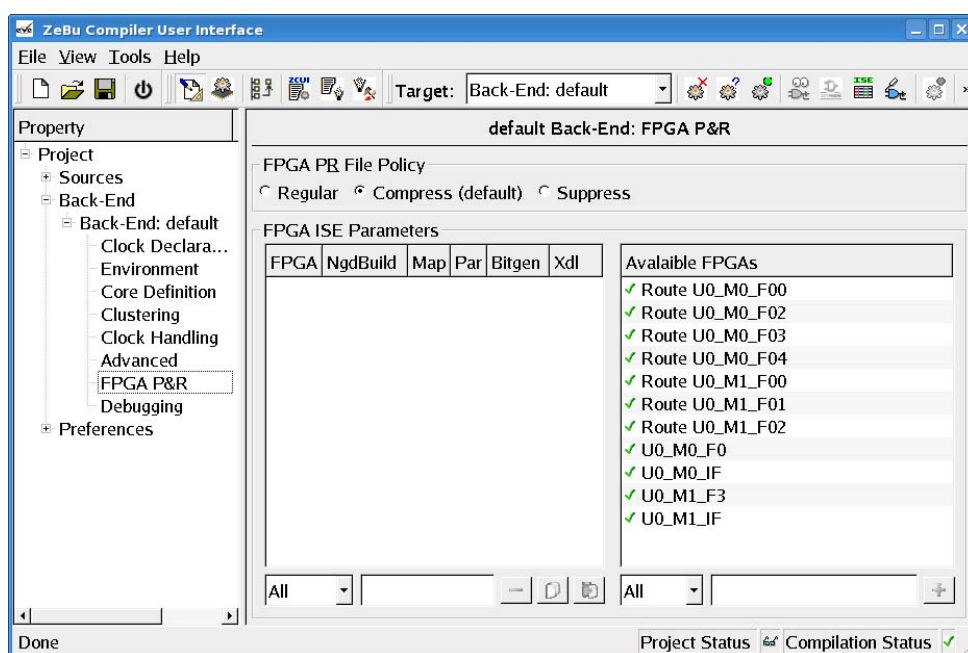 eve ZeBu Compiler User Interface
File View Tools Help
ZCUI Target: Back-End: default ISE
Property
Project
Sources
Back-End
Back-End: default
Clock Declara...
Environment
Core Definition
Clustering
Clock Handling
Advanced
FPGA P&R
Debugging
Preferences
default Back-End: FPGA P&R
FPGA PR File Policy
Regular Compress (default) Suppress
FPGA ISE Parameters
FPGA NgdBuild Map Par Bitgen Xdl
Avalaible FPGAs
Route U0_M0_F00
Route U0_M0_F02
Route U0_M0_F03
Route U0_M0_F04
Route U0_M1_F00
Route U0_M1_F01
Route U0_M1_F02
U0_M0_F0
U0_M0_IF
U0_M1_F3
U0_M1_IF
All
All
Done Project Status Compilation Status